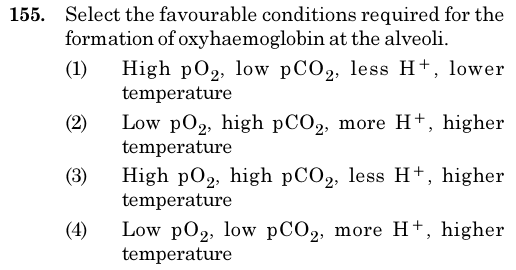 155. Select the favourable conditions required for the
formation of oxyhaemoglobin at the alveoli.
(1) High pO₂, low pCO₂, less H⁺, lower
temperature
(2) Low pO₂, high pCO₂, more H⁺, higher
temperature
(3) High pO₂, high pCO₂, less H⁺, higher
temperature
(4) Low pO₂, low pCO₂, more H⁺, higher
temperature